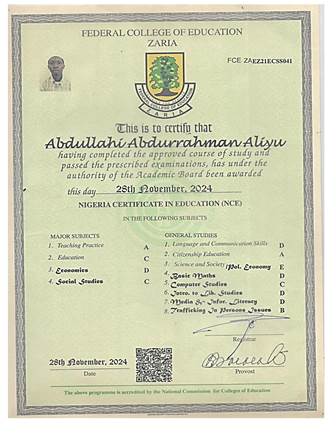 FEDERAL COLLEGE OF EDUCATION
ZARIA
FCE ZAEZ21ECSS041
FEDERAL COLLEGE OF EDUCATION
ZARIA
This is to certify that
Abdullahi Abdurrahman Aliyu
having completed the approved course of study and
passed the prescribed examinations, has under the
authority of the Academic Board been awarded
this day 28th November, 2024
NIGERIA CERTIFICATE IN EDUCATION (NCE)
IN THE FOLLOWING SUBJECTS
MAJOR SUBJECTS
1. Teaching Practice A
2. Education C
3. Economics D
4. Social Studies C
GENERAL STUDIES
1. Language and Communication Skills D
2. Citizenship Education A
3. Science and Society/Pol. Economy E
4. Basic Maths D
5. Computer Studies C
6. Intro. to Lib. Studies D
7. Media & Infor. Literacy D
8. Trafficking In Persons Issues B
Registrar
28th November, 2024
Date
Provost
The above programme is accredited by the National Commission for Colleges of Education